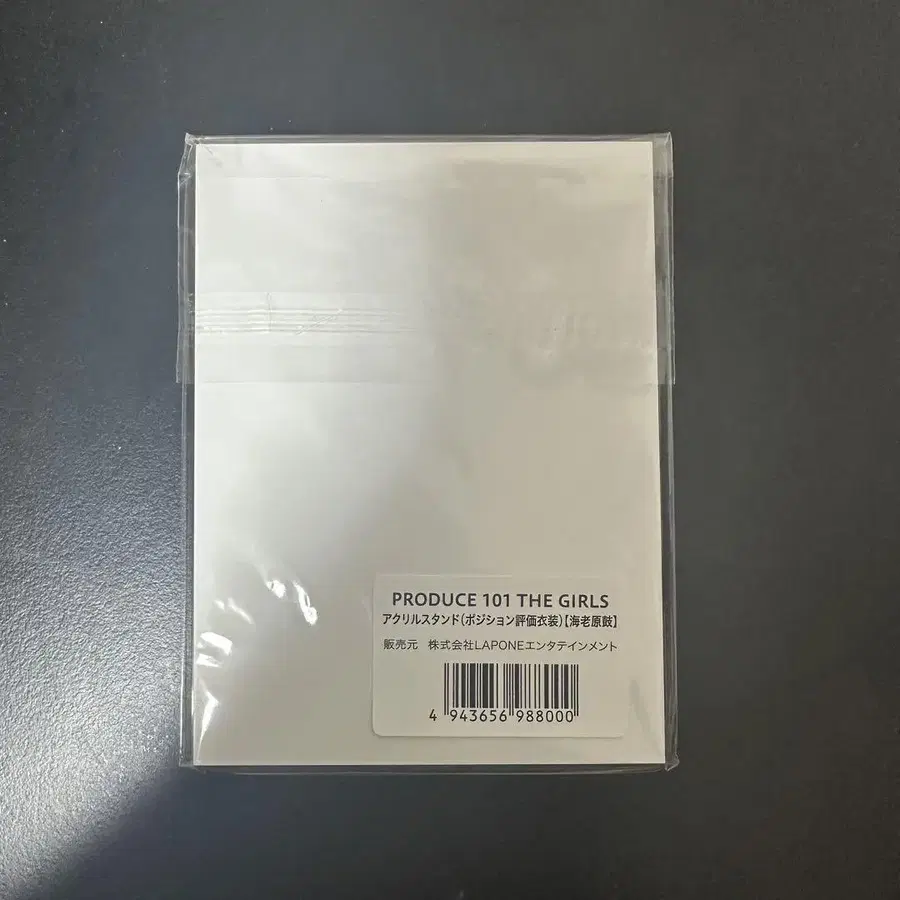 PRODUCE 101 THE GIRLS
アクリルスタンド(ポジション評価衣装)【海老原鼓】
販売元 株式会社LAPONEエンタテインメント
4 943656 988000